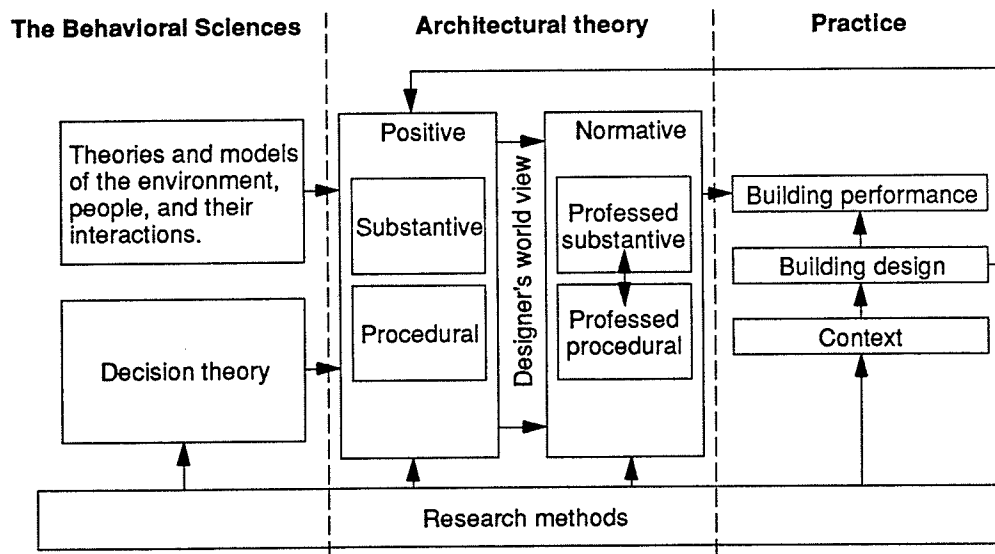 The Behavioral Sciences
Architectural theory
Practice
Theories and models
of the environment,
people, and their
interactions.
Decision theory
Positive
Substantive
Procedural
Designer's world view
Normative
Professed
substantive
Professed
procedural
Building performance
Building design
Context
Research methods